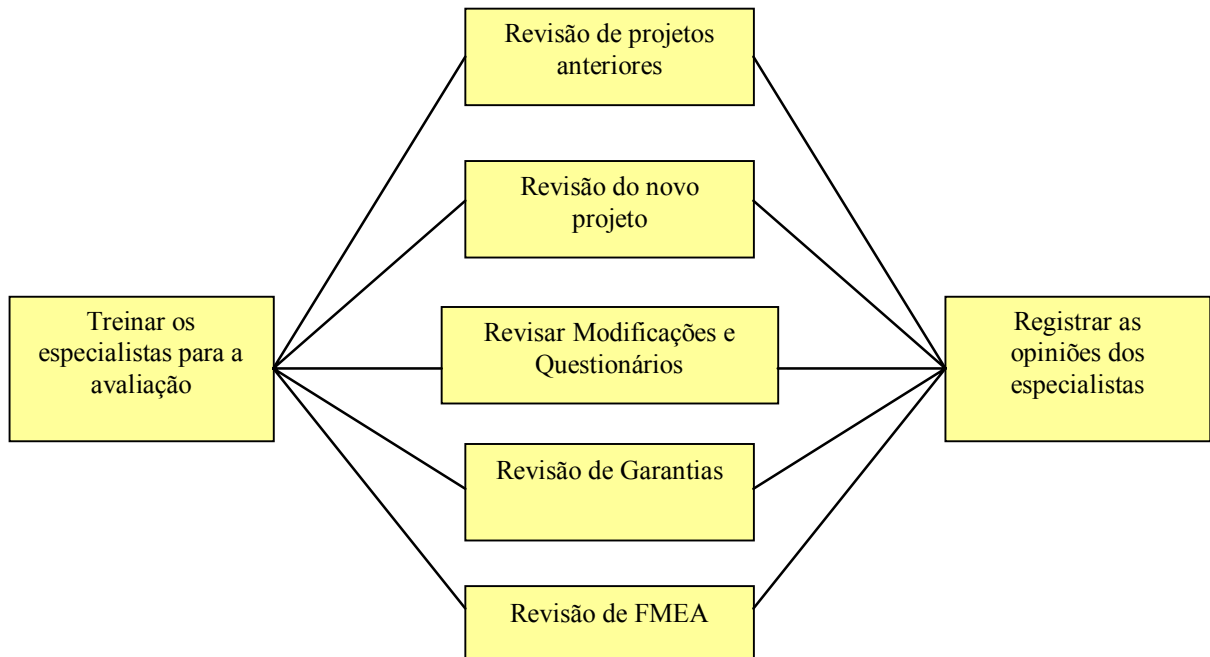 Revisão de projetos
anteriores
Revisão do novo
projeto
Treinar os
especialistas para a
avaliação
Revisar Modificações e
Questionários
Registrar as
opiniões dos
especialistas
Revisão de Garantias
Revisão de FMEA